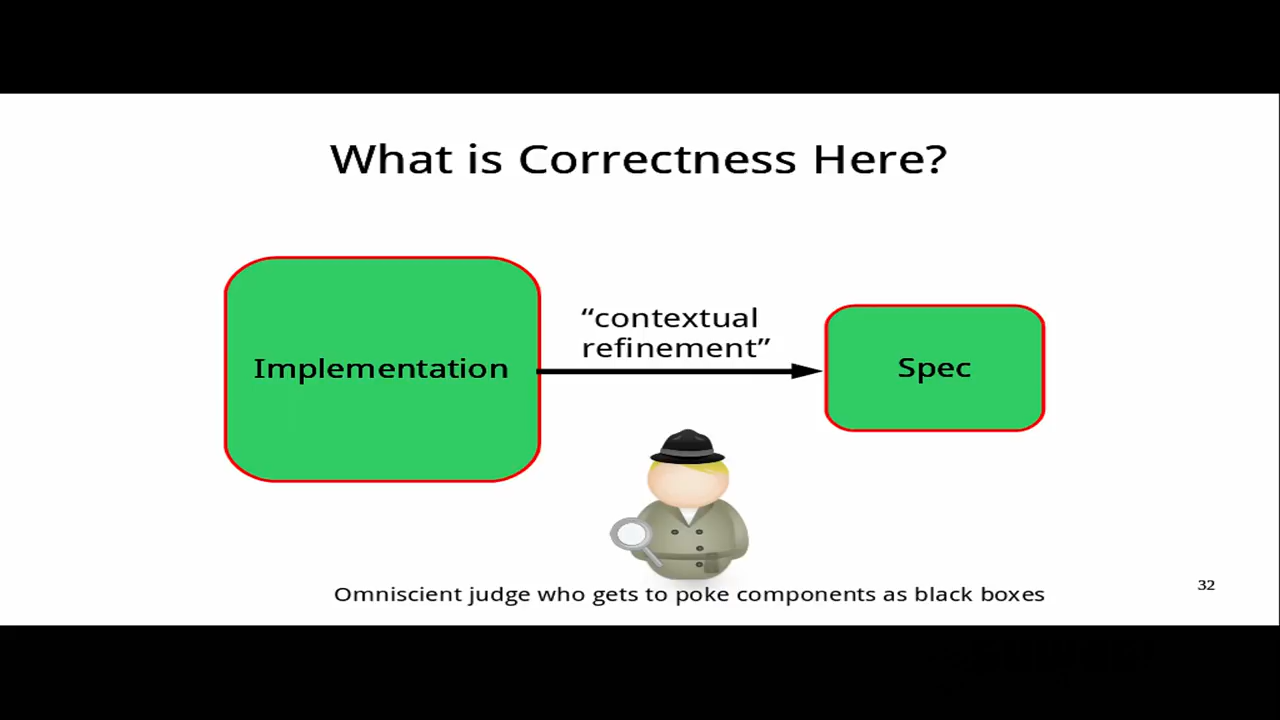 What is Correctness Here?
“contextual
refinement”
Implementation
Spec
Omniscient judge who gets to poke components as black boxes
32